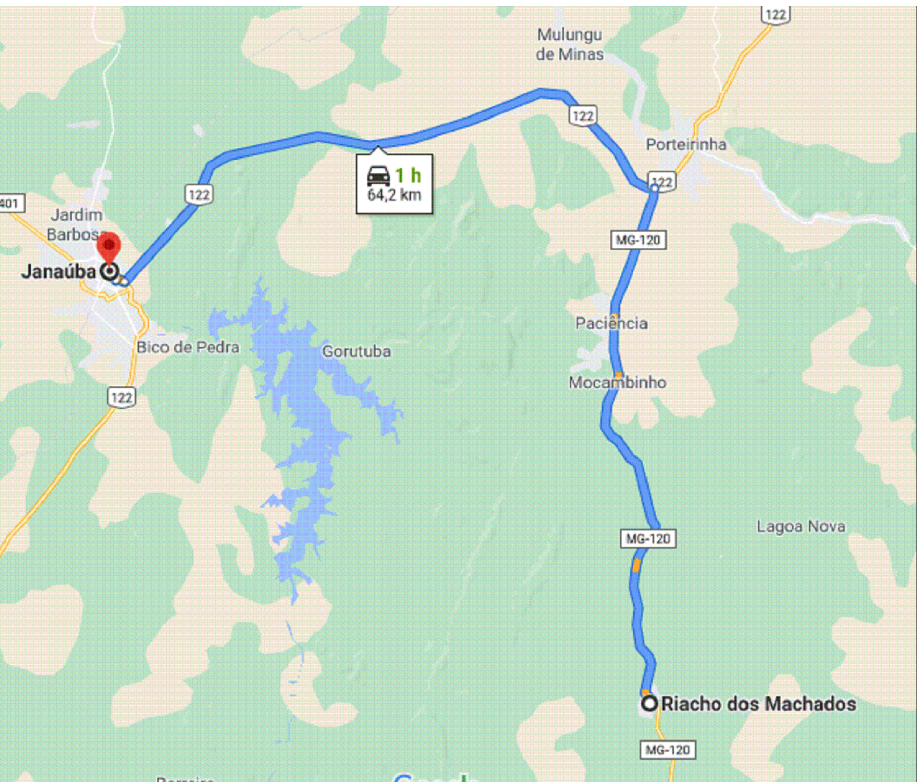 122
Mulungu
de Minas
122
Porteirinha
1 h
64,2 km
122
122
401
Jardim
Barbosa
MG-120
Janaúba
Paciência
Bico de Pedra
Gorutuba
Mocambinho
122
Lagoa Nova
MG-120
Riacho dos Machados
MG-120